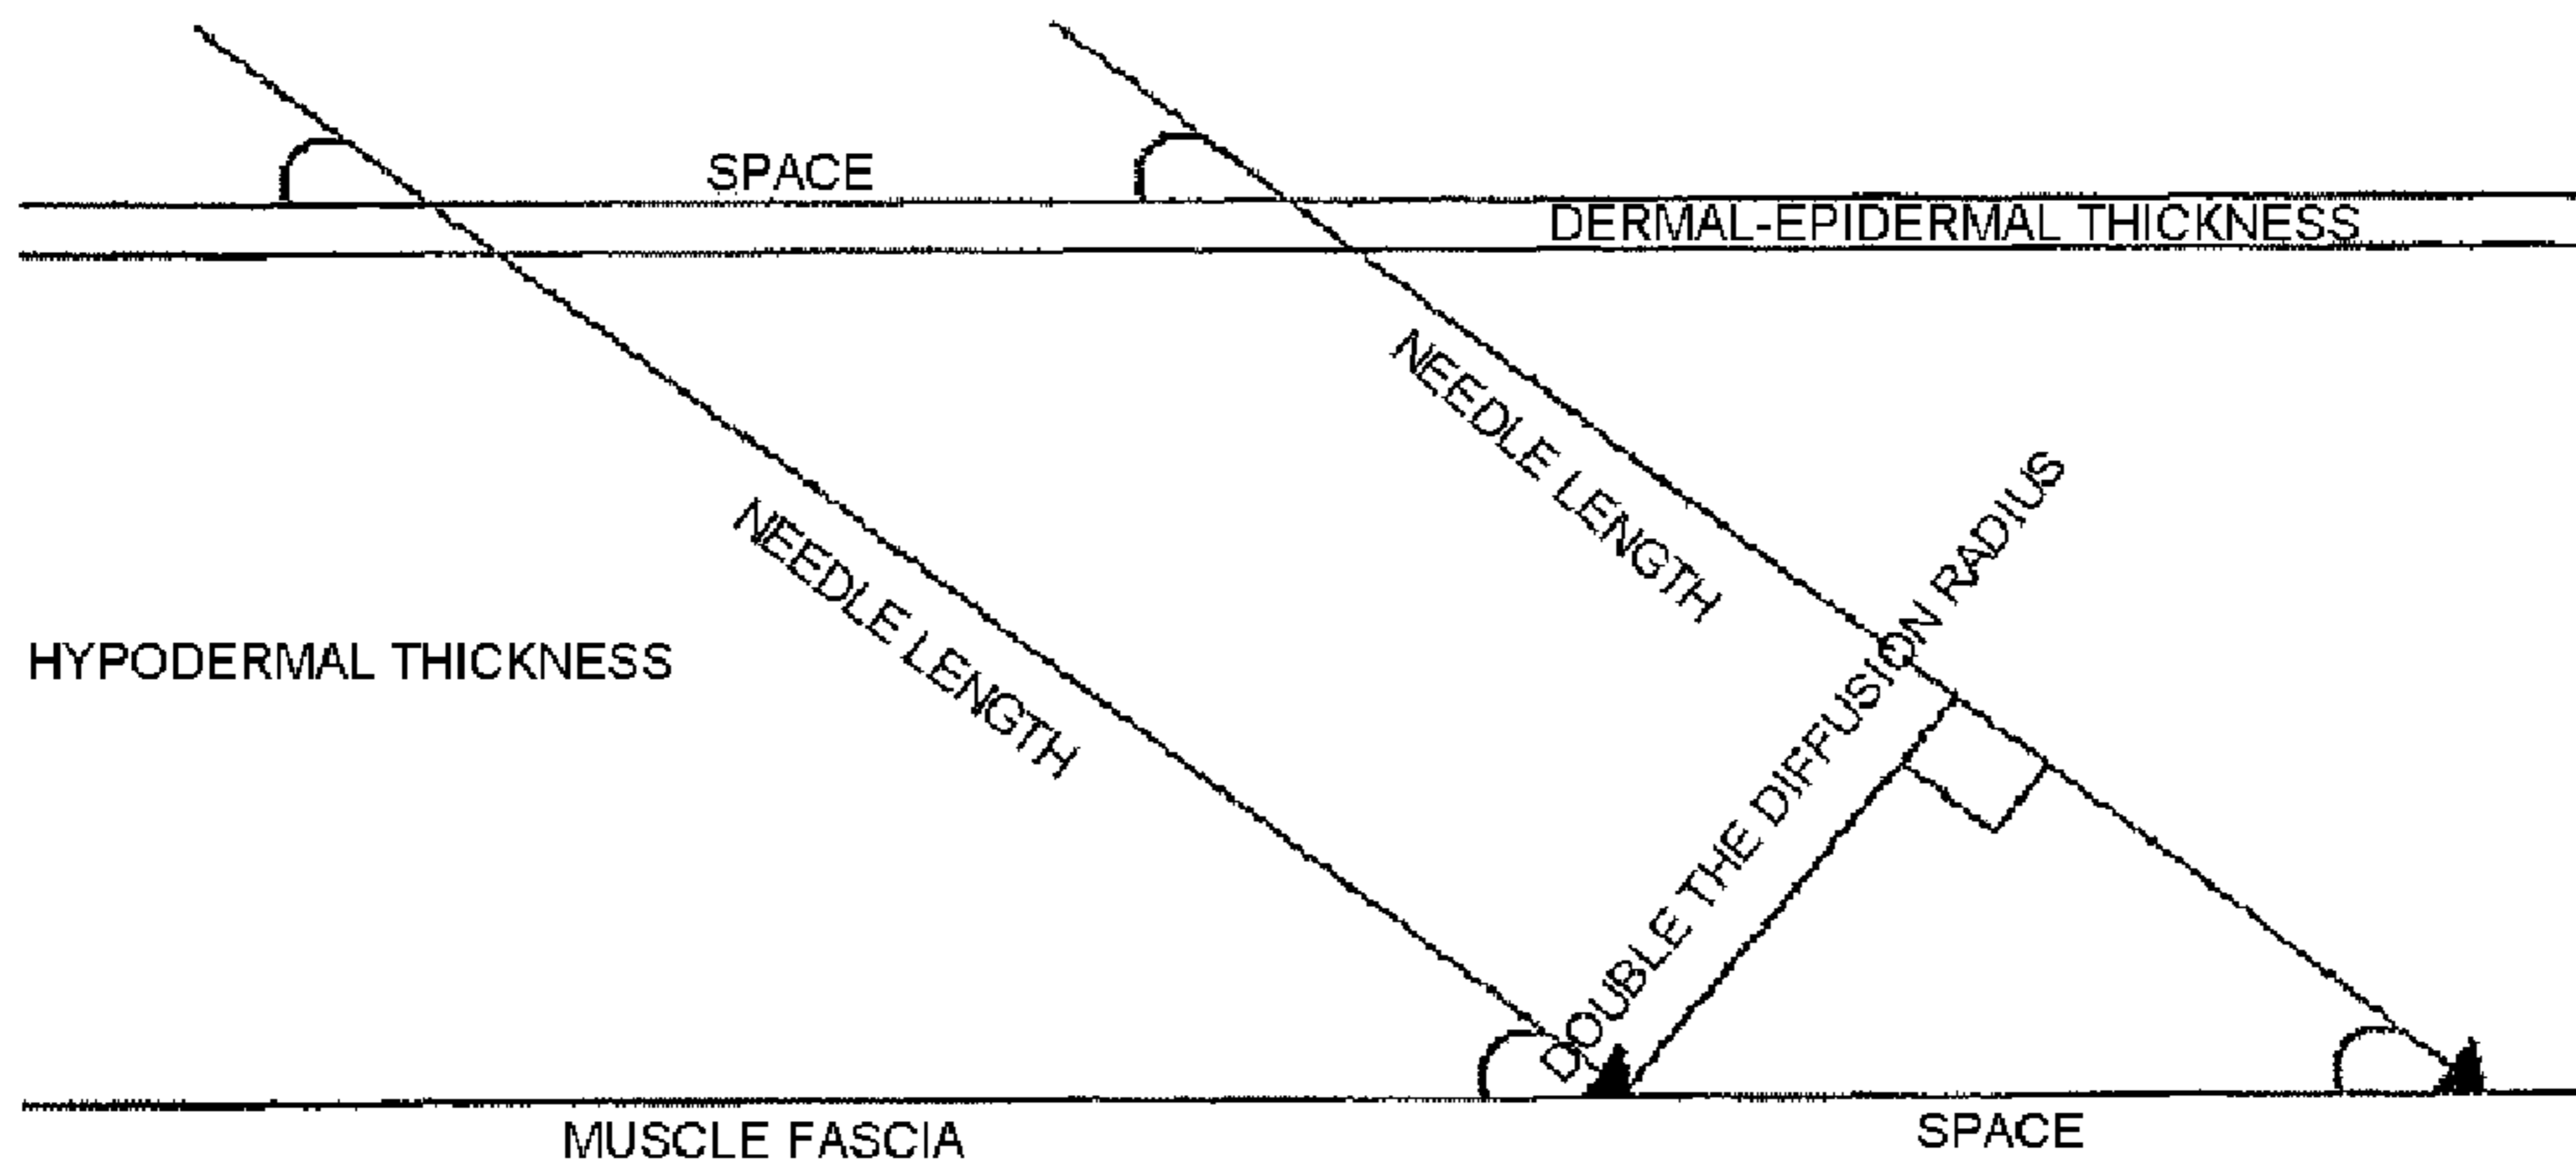 SPACE
DERMAL-EPIDERMAL THICKNESS
NEEDLE LENGTH
NEEDLE LENGTH
DOUBLE THE DIFFUSION RADIUS
HYPODERMAL THICKNESS
MUSCLE FASCIA
SPACE